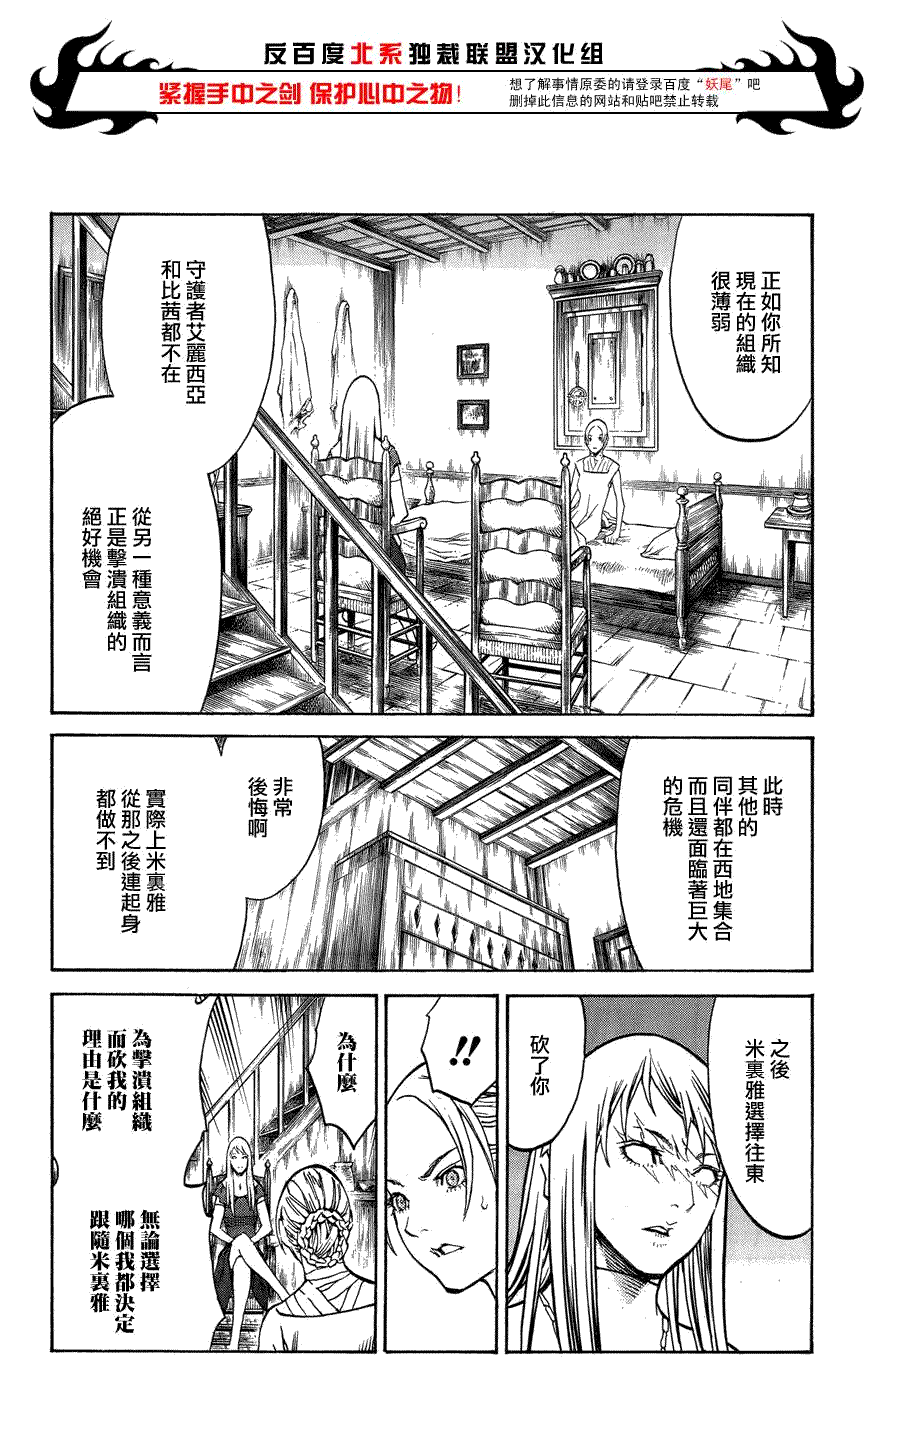 反百度北系独裁联盟汉化组
紧握手中之剑 保护心中之物！
想了解事情原委的请登录百度“妖尾”吧
删掉此信息的网站和贴吧禁止转载
正如你所知
現在的組織
很薄弱
守護者艾麗西亞
和比茜都不在
從另一種意義而言
正是擊潰組織的
絕好機會
此時
其他的
同伴都在西地集合
而且還面臨著巨大
的危機
非常
後悔啊
實際上米裏雅
從那之後連起身
都做不到
之後
米裏雅選擇往東
砍了你
!!
為什麼
為擊潰組織
而砍我的
理由是什麼
無論選擇
哪個我都決定
跟隨米裏雅